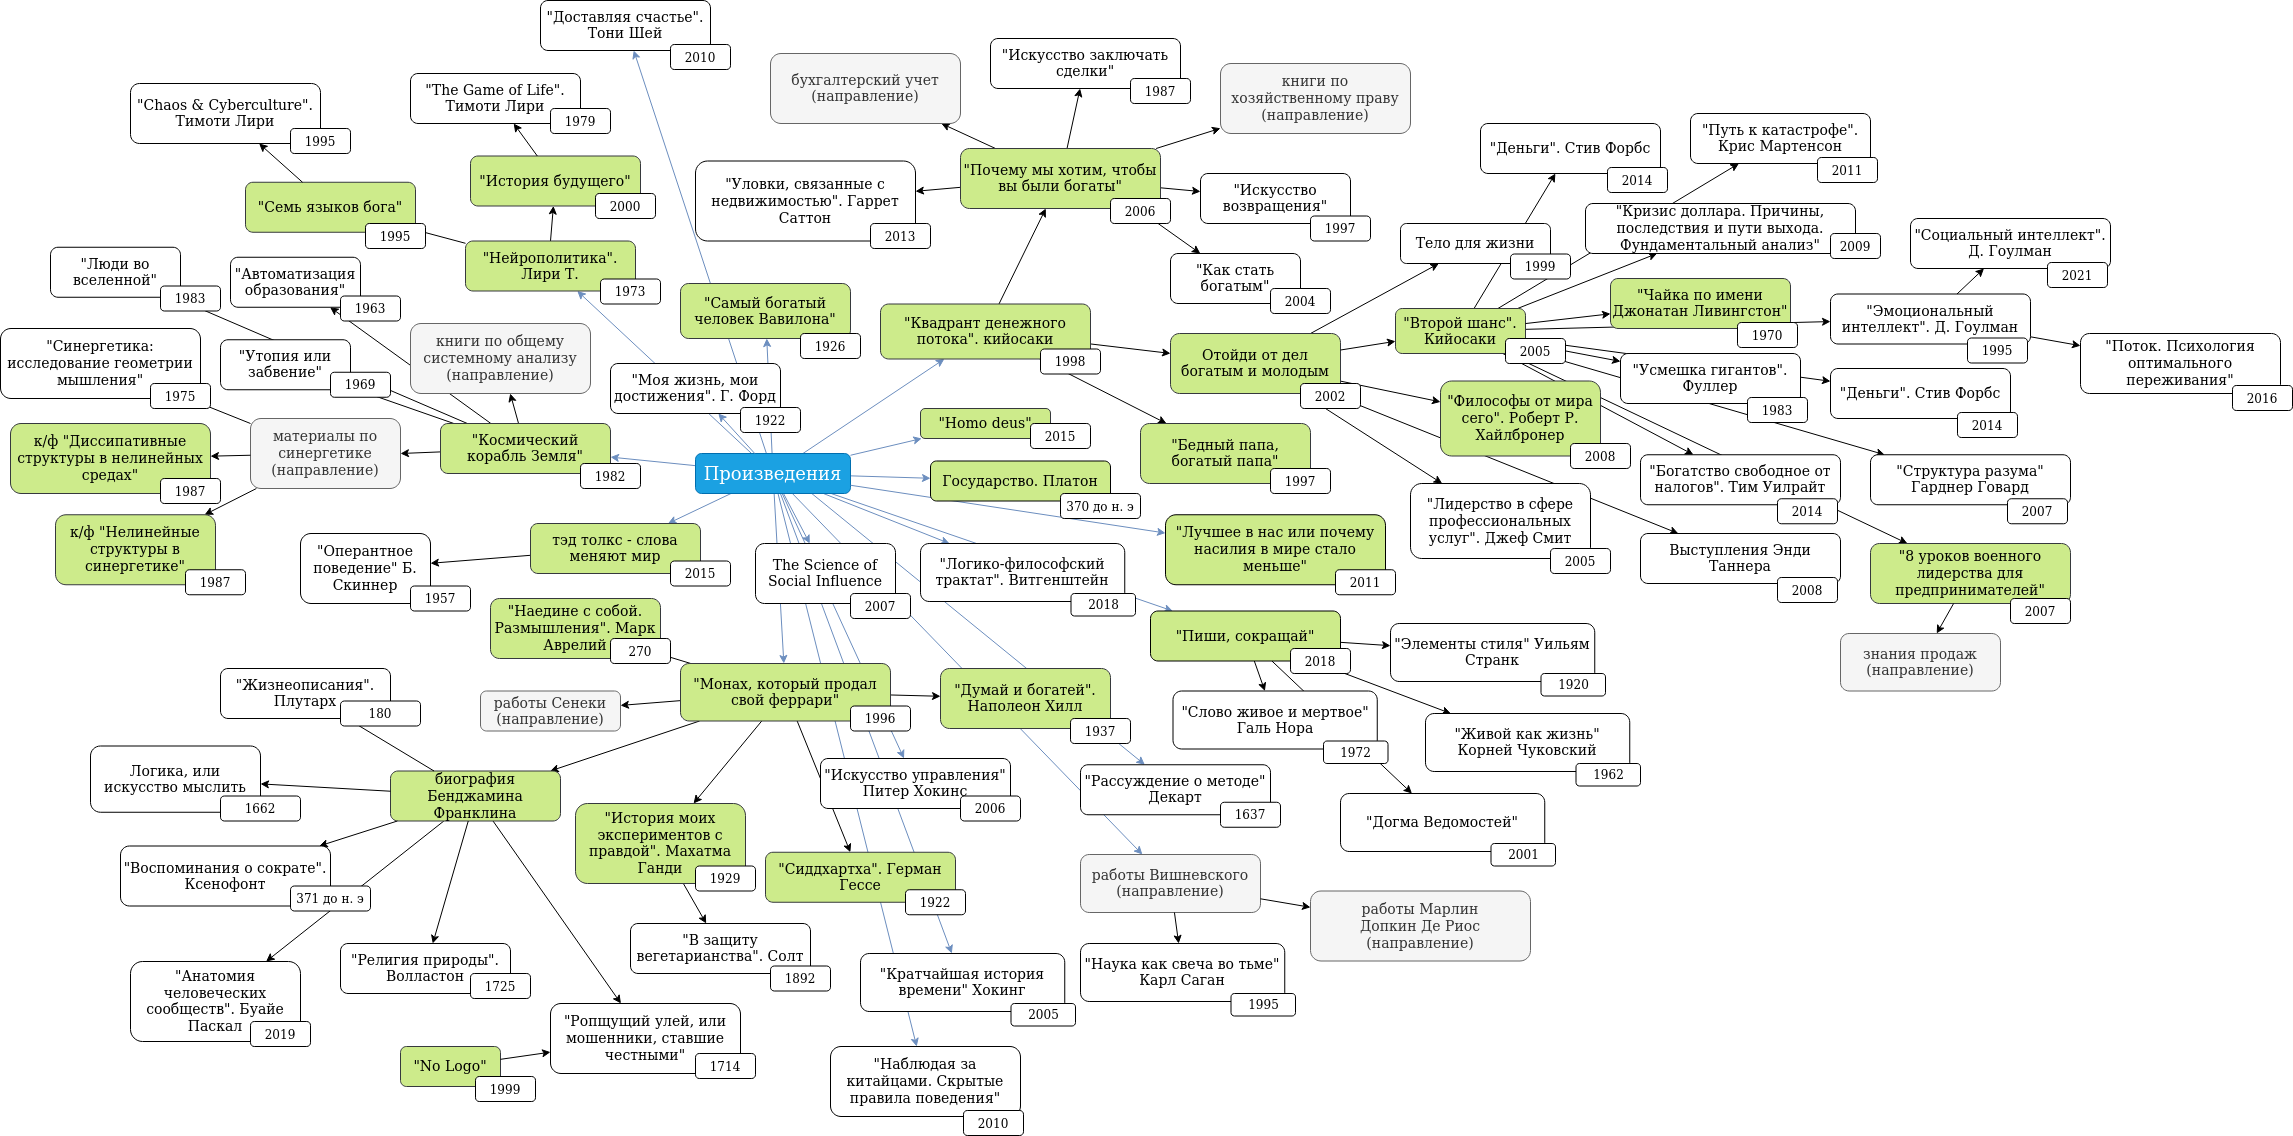 "Доставляя счастье".
Тони Шей
2010
"Chaos & Cyberculture".
Тимоти Лири
1995
"The Game of Life".
Тимоти Лири
1979
бухгалтерский учет
(направление)
"Искусство заключать
сделки"
1987
книги по
хозяйственному праву
(направление)
"Семь языков бога"
1995
"История будущего"
2000
"Уловки, связанные с
недвижимостью". Гаррет
Саттон
2013
"Почему мы хотим, чтобы
вы были богаты"
2006
"Искусство
возвращения"
1997
"Как стать
богатым"
2004
"Деньги". Стив Форбс
2014
"Путь к катастрофе".
Крис Мартенсон
2011
Тело для жизни
1999
"Кризис доллара. Причины,
последствия и пути выхода.
Фундаментальный анализ"
2009
"Социальный интеллект".
Д. Гоулман
2021
"Люди во
вселенной"
1983
"Автоматизация
образования"
1963
"Нейрополитика".
Лири Т.
1973
"Самый богатый
человек Вавилона"
1926
"Квадрант денежного
потока". кийосаки
1998
Отойди от дел
богатым и молодым
2002
"Второй шанс".
Кийосаки
2005
"Чайка по имени
Джонатан Ливингстон"
1970
"Эмоциональный
интеллект". Д. Гоулман
1995
"Поток. Психология
оптимального
переживания"
2016
"Синергетика:
исследование геометрии
мышления"
1975
"Утопия или
забвение"
1969
книги по общему
системному анализу
(направление)
"Моя жизнь, мои
достижения". Г. Форд
1922
"Усмешка гигантов".
Фуллер
1983
"Деньги". Стив Форбс
2014
"Философы от мира
сего". Роберт Р.
Хайлбронер
2008
"Homo deus"
2015
"Бедный папа,
богатый папа"
1997
к/ф "Диссипативные
структуры в нелинейных
средах"
1987
материалы по
синергетике
(направление)
"Космический
корабль Земля"
1982
Произведения
Государство. Платон
370 до н. э
"Богатство свободное от
налогов". Тим Уилрайт
2014
"Структура разума"
Гарднер Говард
2007
"Лидерство в сфере
профессиональных
услуг". Джеф Смит
2005
к/ф "Нелинейные
структуры в
синергетике"
1987
"Оперантное
поведение" Б.
Скиннер
1957
тэд толкс - слова
меняют мир
2015
The Science of
Social Influence
2007
"Логико-философский
трактат". Витгенштейн
2018
"Лучшее в нас или почему
насилия в мире стало
меньше"
2011
Выступления Энди
Таннера
2008
"8 уроков военного
лидерства для
предпринимателей"
2007
"Наедине с собой.
Размышления". Марк
Аврелий
270
"Пиши, сокращай"
2018
"Элементы стиля" Уильям
Странк
1920
знания продаж
(направление)
"Жизнеописания".
Плутарх
180
работы Сенеки
(направление)
"Монах, который продал
свой феррари"
1996
"Думай и богатей".
Наполеон Хилл
1937
"Слово живое и мертвое"
Галь Нора
1972
"Живой как жизнь"
Корней Чуковский
1962
Логика, или
искусство мыслить
1662
биография
Бенджамина
Франклина
"Искусство управления"
Питер Хокинс
2006
"Рассуждение о методе"
Декарт
1637
"Догма Ведомостей"
2001
"Воспоминания о сократе".
Ксенофонт
371 до н. э
"История моих
экспериментов с
правдой". Махатма
Ганди
1929
"Сиддхартха". Герман
Гессе
1922
работы Вишневского
(направление)
работы Марлин
Допкин Де Риос
(направление)
"Анатомия
человеческих
сообществ". Буайе
Паскал
2019
"Религия природы".
Волластон
1725
"В защиту
вегетарианства". Солт
1892
"Кратчайшая история
времени" Хокинг
2005
"Наука как свеча во тьме"
Карл Саган
1995
"No Logo"
1999
"Ропщущий улей, или
мошенники, ставшие
честными"
1714
"Наблюдая за
китайцами. Скрытые
правила поведения"
2010